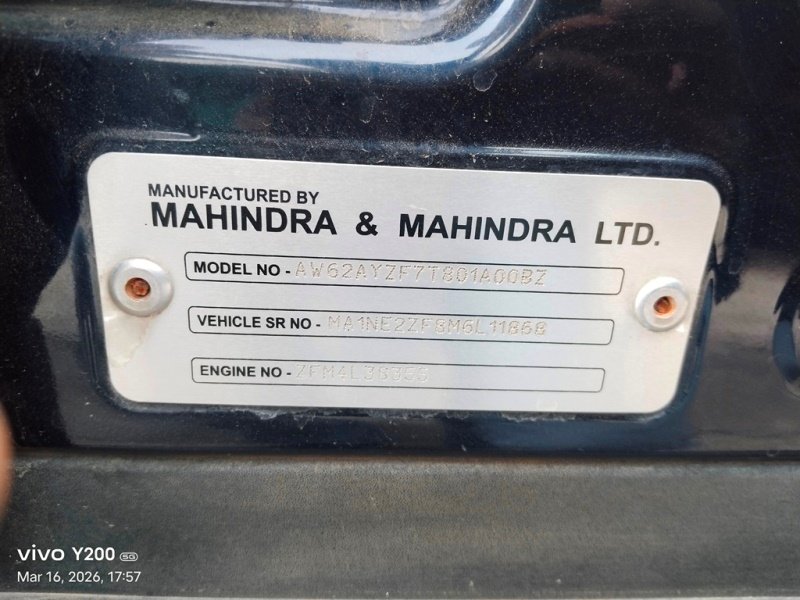 MANUFACTURED BY
MAHINDRA & MAHINDRA LTD.
MODEL NO - AW62AYZF7T801A00BZ
VEHICLE SR NO - MA1NE2ZF8M6L11868
ENGINE NO - ZFM4L38355
vivo Y200 5G
Mar 16, 2026, 17:57